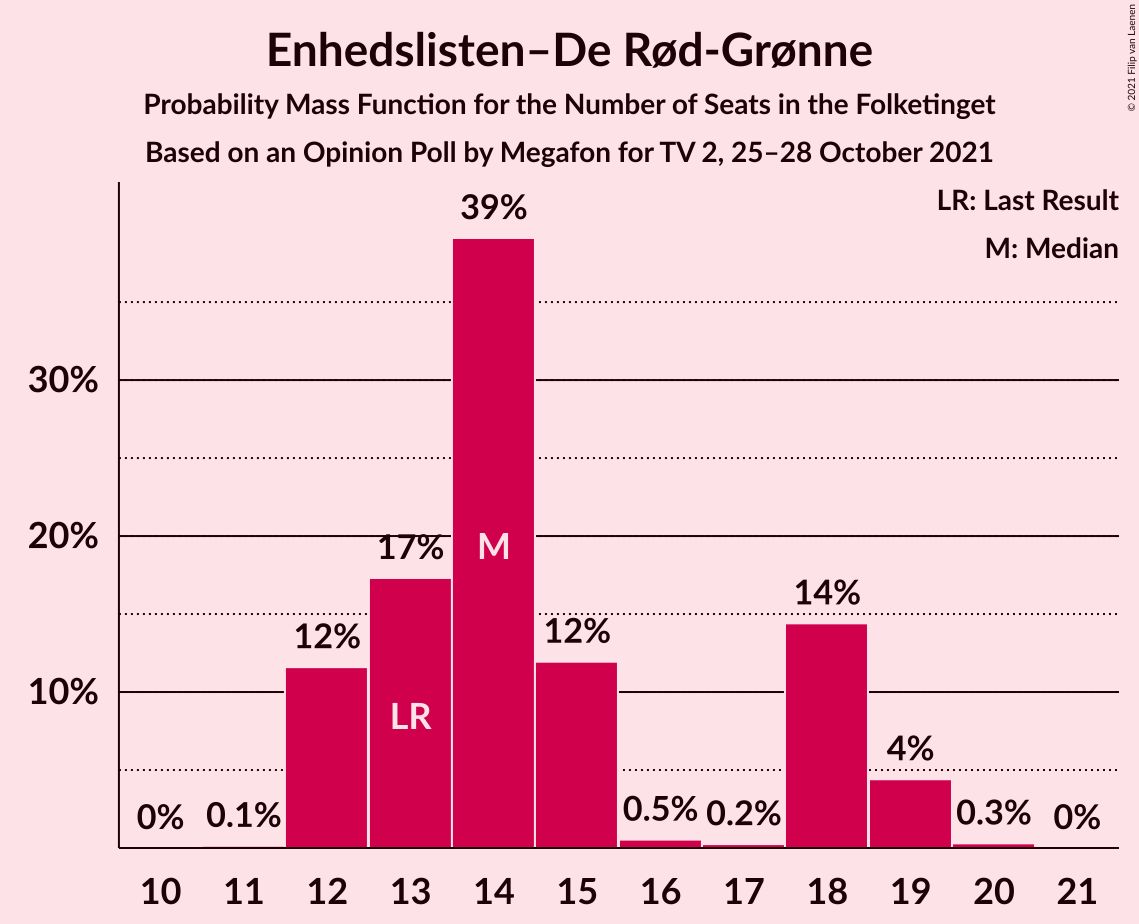 Enhedslisten–De Rød-Grønne
Probability Mass Function for the Number of Seats in the Folketinget
Based on an Opinion Poll by Megafon for TV 2, 25–28 October 2021
© 2021 Filip van Laenen
LR: Last Result
M: Median
39%
30%
20%
17%
M
14%
12%
12%
10%
LR
4%
0%
0.1%
0.5%
0.2%
0.3%
0%
10 11 12 13 14 15 16 17 18 19 20 21